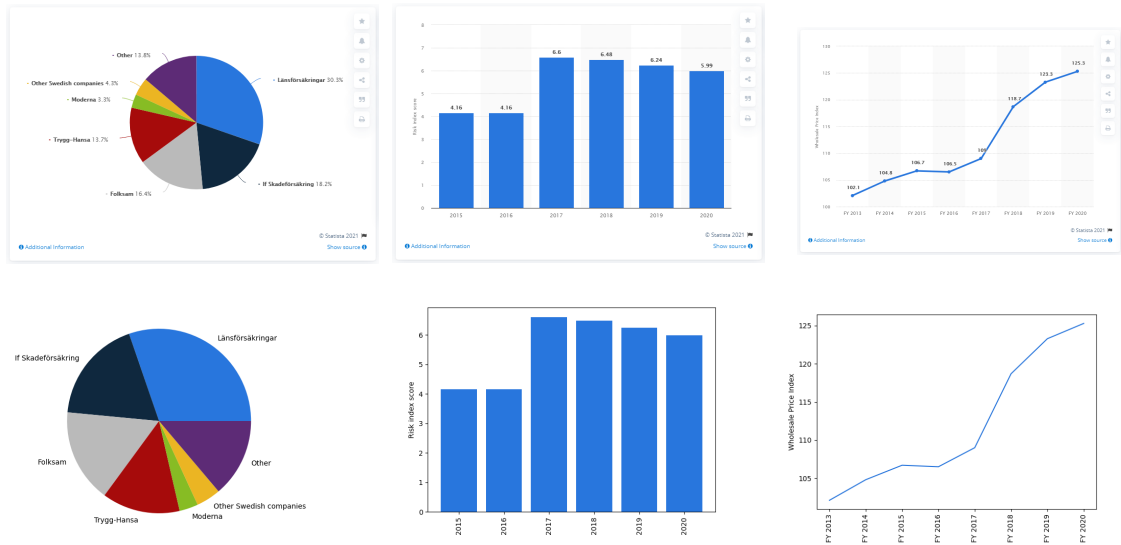 Other 13.8%
Other Swedish companies 4.3%
Moderna 3.3%
Trygg-Hansa 13.7%
Folksam 16.4%
Länsförsäkringar 30.3%
If Skadeförsäkring 18.2%
© Statista 2021
Additional Information
Show source
Risk index score
8
7
6
5
4
3
2
1
0
4.16
4.16
6.6
6.48
6.24
5.99
2015
2016
2017
2018
2019
2020
© Statista 2021
Additional Information
Show source
Wholesale Price Index
130
125
120
115
110
105
100
102.1
104.8
106.7
106.5
109
125.3
FY 2013
FY 2014
FY 2015
FY 2016
FY 2017
FY 2018
FY 2019
FY 2020
© Statista 2021
Additional Information
Show source
Länsförsäkringar
If Skadeförsäkring
Folksam
Trygg-Hansa
Moderna
Other Swedish companies
Other
Risk index score
6
5
4
3
2
1
0
2015
2016
2017
2018
2019
2020
Wholesale Price Index
125
120
115
110
105
FY 2013
FY 2014
FY 2015
FY 2016
FY 2017
FY 2018
FY 2019
FY 2020